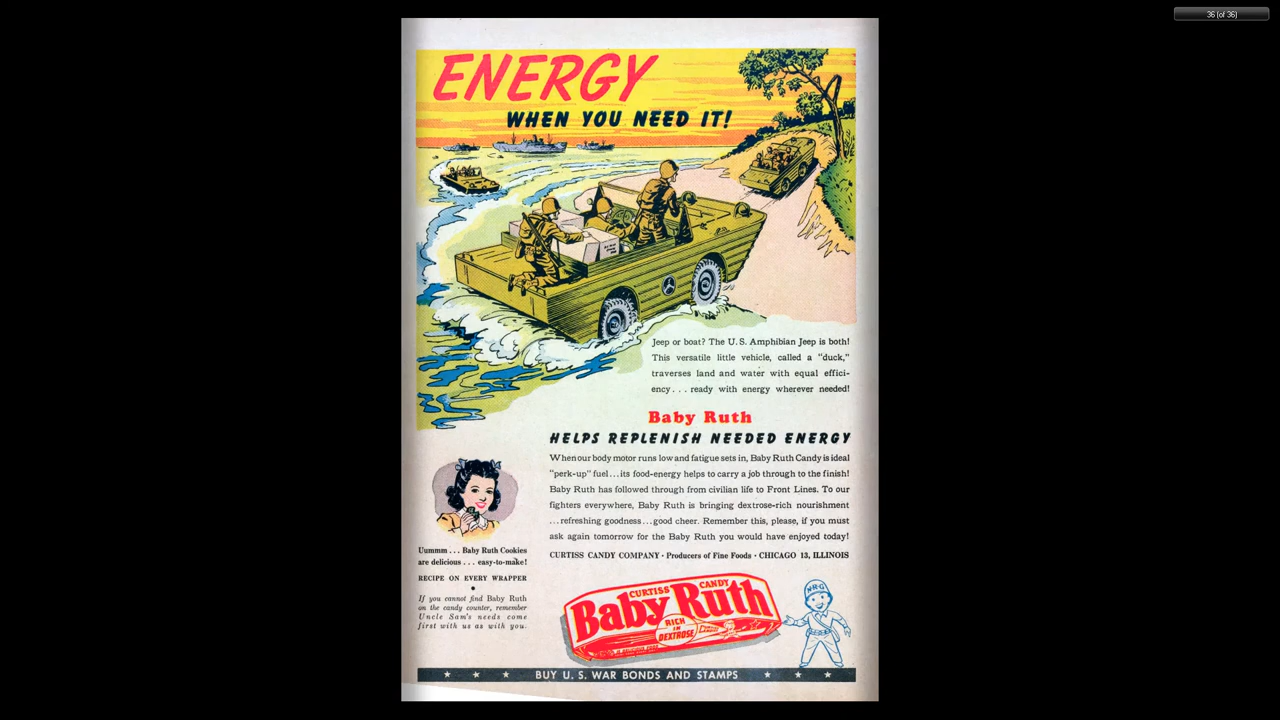 36 (of 36)
ENERGY
WHEN YOU NEED IT!
Jeep or boat? The U. S. Amphibian Jeep is both!
This versatile little vehicle, called a "duck,"
traverses land and water with equal effici-
ency . . . ready with energy wherever needed!
Baby Ruth
HELPS REPLENISH NEEDED ENERGY
When our body motor runs low and fatigue sets in, Baby Ruth Candy is ideal
"perk-up" fuel . . . its food-energy helps to carry a job through to the finish!
Baby Ruth has followed through from civilian life to Front Lines. To our
fighters everywhere, Baby Ruth is bringing dextrose-rich nourishment
. . . refreshing goodness . . . good cheer. Remember this, please, if you must
ask again tomorrow for the Baby Ruth you would have enjoyed today!
CURTISS CANDY COMPANY · Producers of Fine Foods · CHICAGO 13, ILLINOIS
Uummm . . . Baby Ruth Cookies
are delicious . . . easy-to-make!
RECIPE ON EVERY WRAPPER
If you cannot find Baby Ruth
on the candy counter, remember
Uncle Sam's needs come
first with us as with you.
CURTISS CANDY
Baby Ruth
RICH
IN
DEXTROSE
N-R-G
BUY U. S. WAR BONDS AND STAMPS